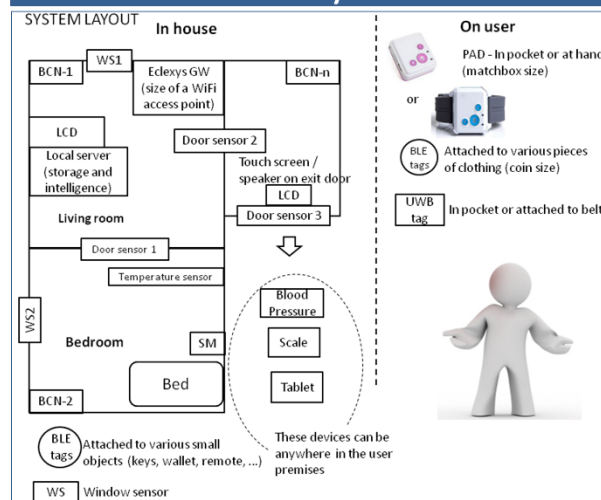 SYSTEM LAYOUT
In house
BCN-1
WS1
Eclexys GW
(size of a WiFi
access point)
BCN-n
LCD
Local server
(storage and
intelligence)
Door sensor 2
Touch screen /
speaker on exit door
LCD
Door sensor 3
Living room
Door sensor 1
Temperature sensor
WS2
Bedroom
SM
Bed
BCN-2
Blood
Pressure
Scale
Tablet
These devices can be
anywhere in the user
premises
BLE
tags
Attached to various small
objects (keys, wallet, remote, ...)
WS
Window sensor
On user
PAD - In pocket or at hand
(matchbox size)
or
BLE
tags
Attached to various pieces
of clothing (coin size)
UWB
tag
In pocket or attached to belt